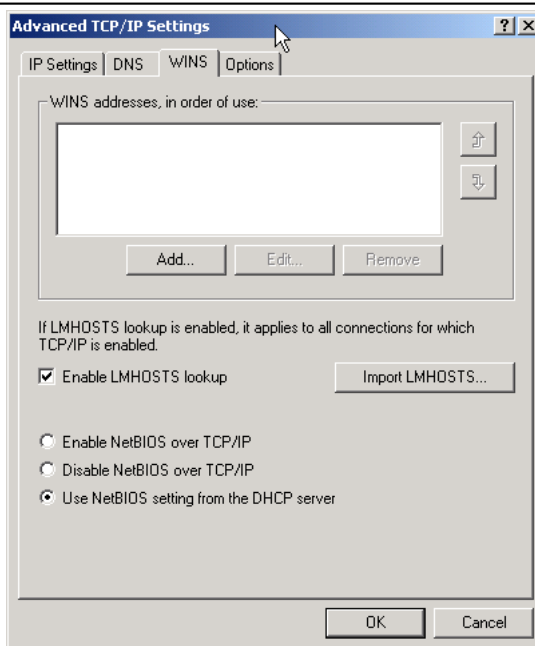 Advanced TCP/IP Settings
IP Settings DNS WINS Options
WINS addresses, in order of use:
Add... Edit... Remove
If LMHOSTS lookup is enabled, it applies to all connections for which
TCP/IP is enabled.
Enable LMHOSTS lookup Import LMHOSTS...
Enable NetBIOS over TCP/IP
Disable NetBIOS over TCP/IP
Use NetBIOS setting from the DHCP server
OK Cancel